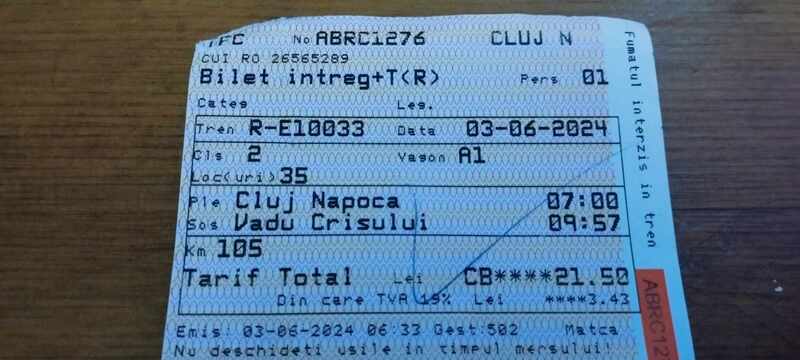 TFC No ABRC1276 CLUJ N
CUI RO 26565289
Bilet intreg+T(R) Pers 01
Categ Leg.
Tren R-E10033 Data 03-06-2024
Cls 2 Vagon A1
Loc(uri) 35
Ple Cluj Napoca 07:00
Sos Vadu Crisului 09:57
Km 105
Tarif Total Lei CB****21.50
Din care TVA 19% Lei ****3.43
Emis: 03-06-2024 06:33 Gest:502 Matca
Nu deschideti usile in timpul mersului!
Fumatul interzis in tren
ABRC12